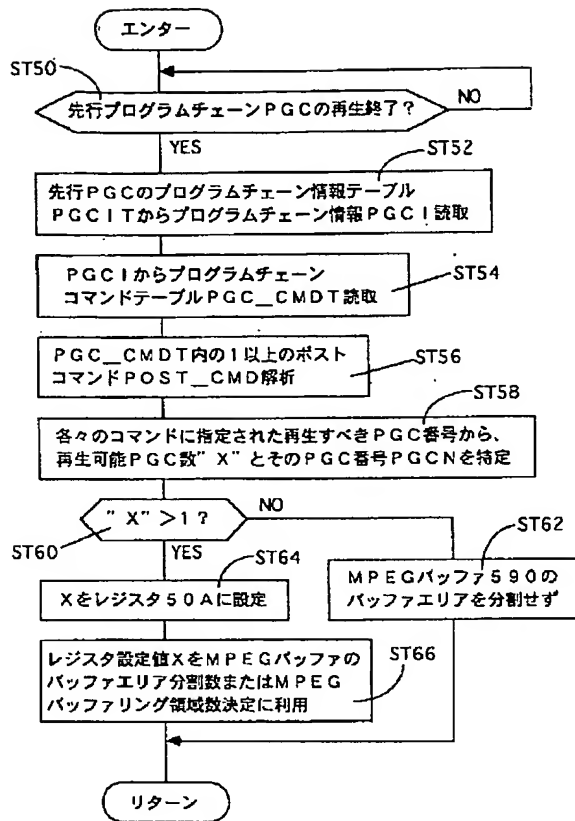 エンター
ST50
先行プログラムチェーンPGCの再生終了?
NO
YES
ST52
先行PGCのプログラムチェーン情報テーブル
PGCITからプログラムチェーン情報PGCI読取
PGCIからプログラムチェーン
コマンドテーブルPGC_CMDT読取
ST54
PGC_CMDT内の1以上のポスト
コマンドPOST_CMD解析
ST56
ST58
各々のコマンドに指定された再生すべきPGC番号から、
再生可能PGC数"X"とそのPGC番号PGCNを特定
"X">1?
NO
ST60
YES
ST62
ST64
MPEGバッファ590の
バッファエリアを分割せず
Xをレジスタ50Aに設定
レジスタ設定値XをMPEGバッファの
バッファエリア分割数またはMPEG
バッファリング領域数決定に利用
ST66
リターン